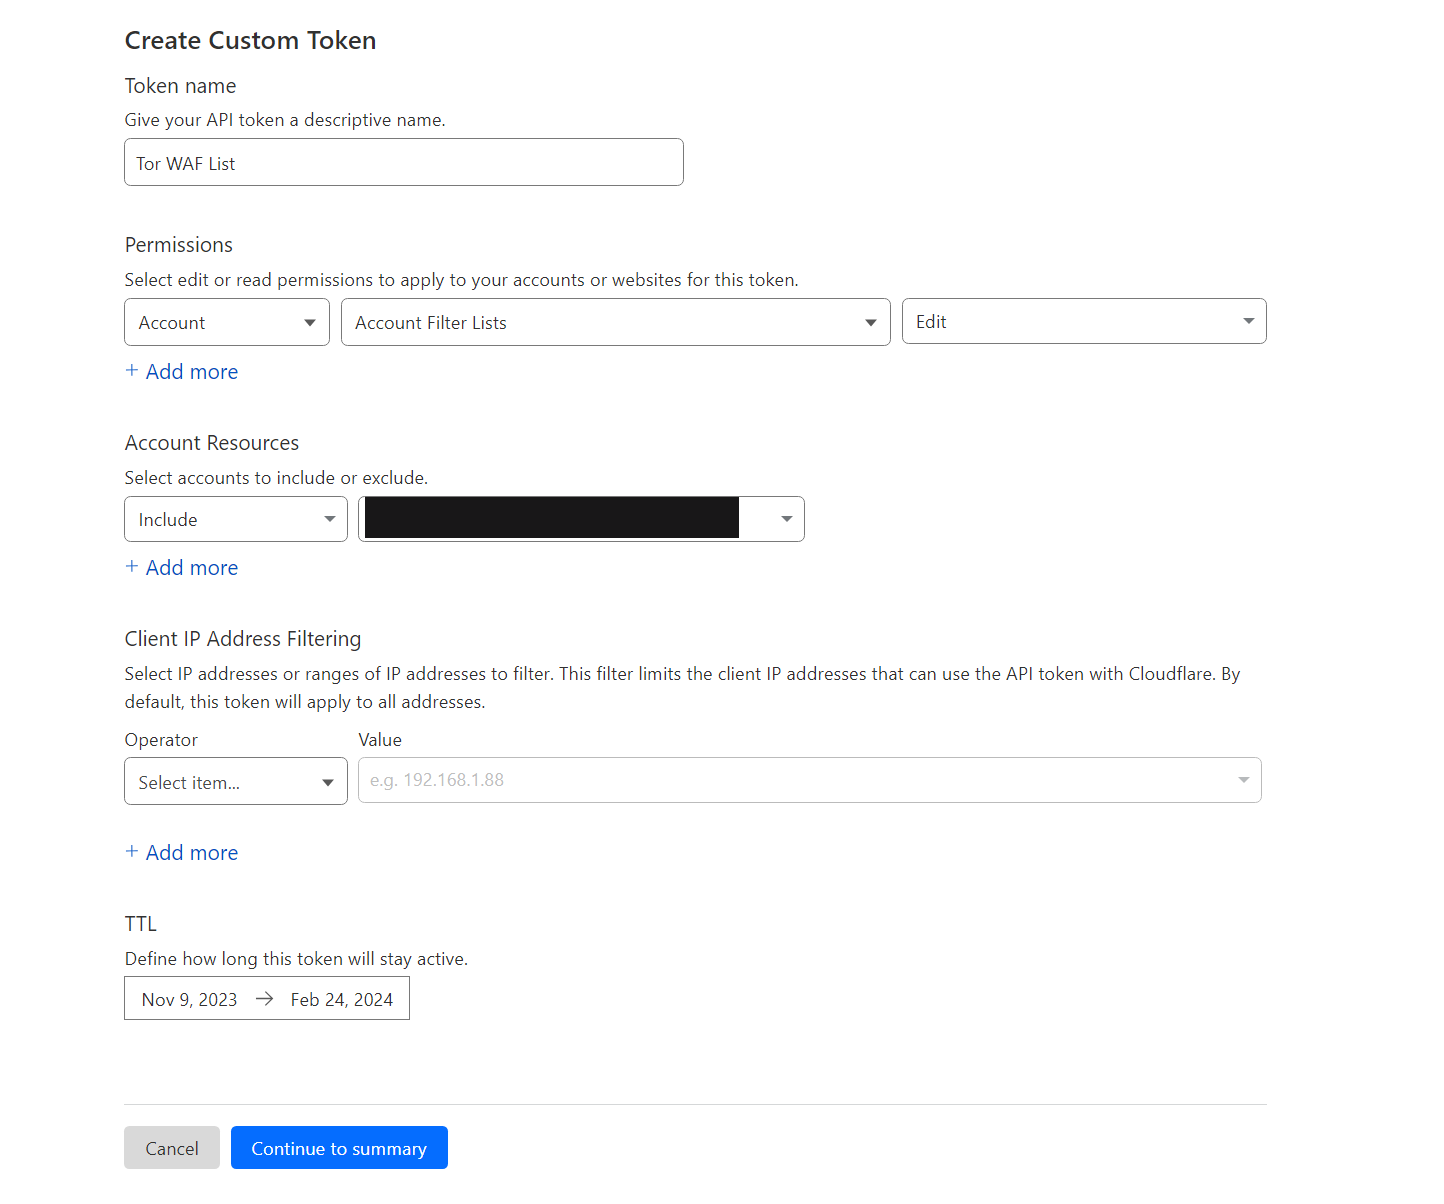 Create Custom Token
Token name
Give your API token a descriptive name.
Tor WAF List
Permissions
Select edit or read permissions to apply to your accounts or websites for this token.
Account Account Filter Lists Edit
+ Add more
Account Resources
Select accounts to include or exclude.
Include
+ Add more
Client IP Address Filtering
Select IP addresses or ranges of IP addresses to filter. This filter limits the client IP addresses that can use the API token with Cloudflare. By
default, this token will apply to all addresses.
Operator Value
Select item... e.g. 192.168.1.88
+ Add more
TTL
Define how long this token will stay active.
Nov 9, 2023 → Feb 24, 2024
Cancel Continue to summary